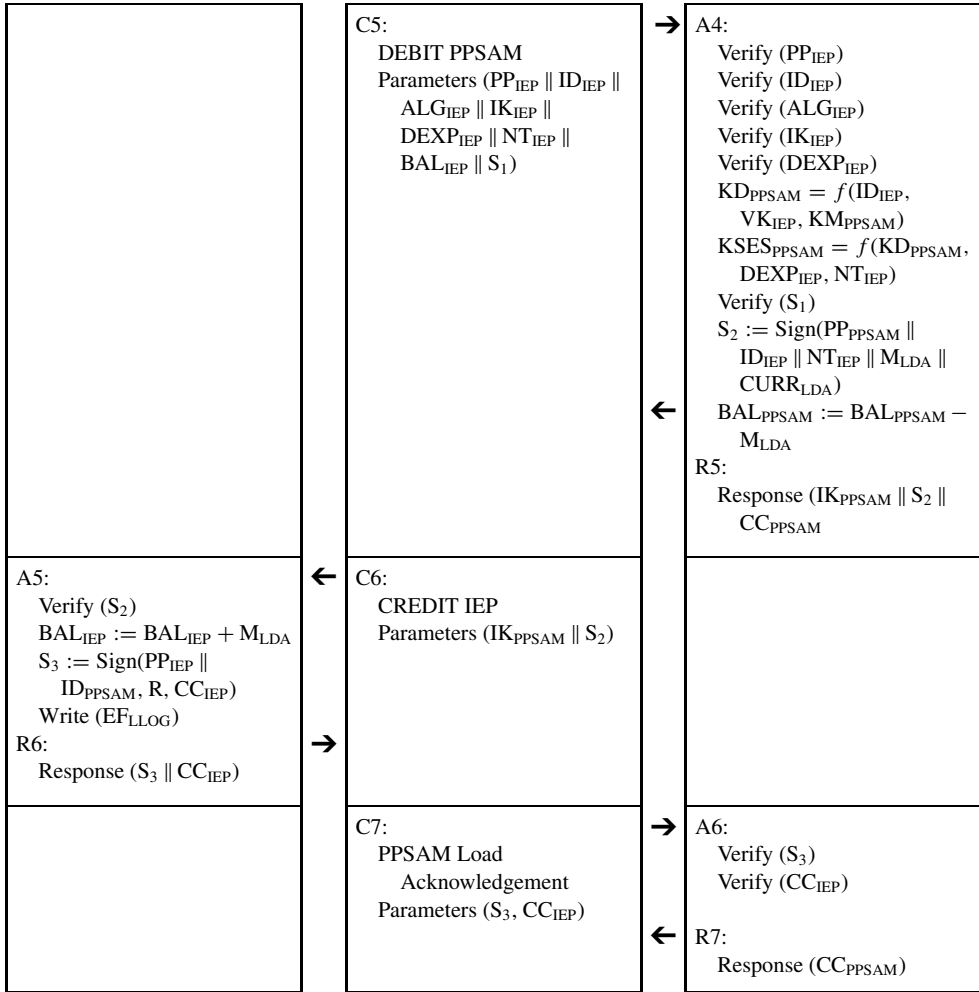 C5:
DEBIT PPSAM
Parameters (PP_IEP || ID_IEP ||
ALG_IEP || IK_IEP ||
DEXP_IEP || NT_IEP ||
BAL_IEP || S_1)
A4:
Verify (PP_IEP)
Verify (ID_IEP)
Verify (ALG_IEP)
Verify (IK_IEP)
Verify (DEXP_IEP)
KD_PPSAM = f(ID_IEP,
VK_IEP, KM_PPSAM)
KSES_PPSAM = f(KD_PPSAM,
DEXP_IEP, NT_IEP)
Verify (S_1)
S_2 := Sign(PP_PPSAM ||
ID_IEP || NT_IEP || M_LDA ||
CURR_LDA)
BAL_PPSAM := BAL_PPSAM −
M_LDA
R5:
Response (IK_PPSAM || S_2 ||
CC_PPSAM
A5:
Verify (S_2)
BAL_IEP := BAL_IEP + M_LDA
S_3 := Sign(PP_IEP ||
ID_PPSAM, R, CC_IEP)
Write (EF_LLOG)
R6:
Response (S_3 || CC_IEP)
C6:
CREDIT IEP
Parameters (IK_PPSAM || S_2)
C7:
PPSAM Load
Acknowledgement
Parameters (S_3, CC_IEP)
A6:
Verify (S_3)
Verify (CC_IEP)
R7:
Response (CC_PPSAM)